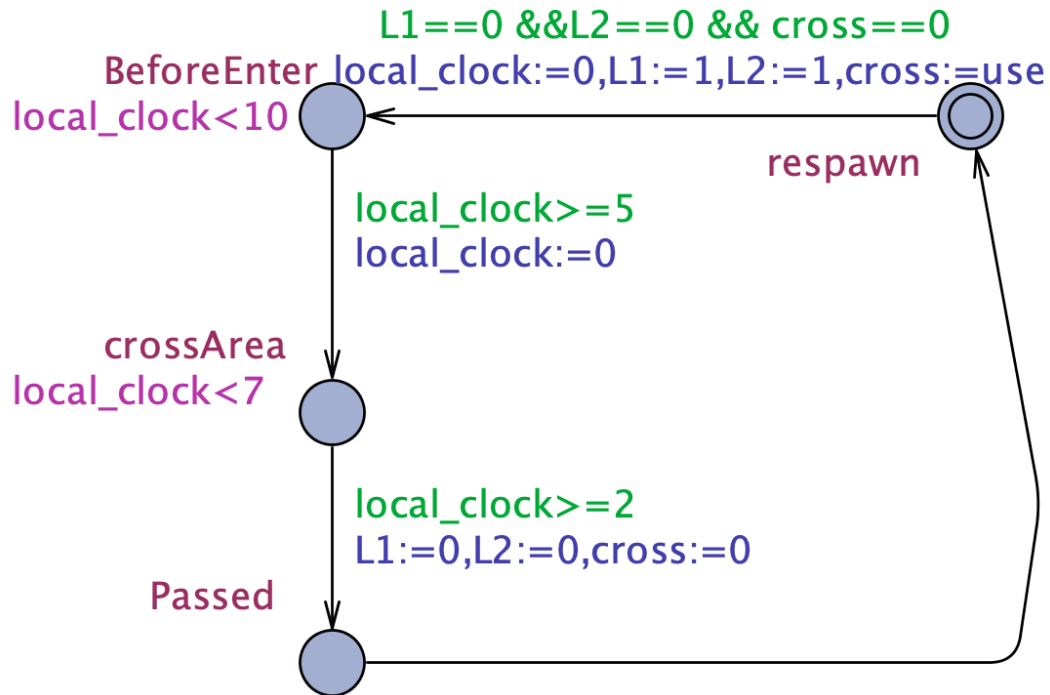 L1==0 &&L2==0 && cross==0
BeforeEnter local_clock:=0,L1:=1,L2:=1,cross:=use
local_clock<10
respawn
local_clock>=5
local_clock:=0
crossArea
local_clock<7
local_clock>=2
L1:=0,L2:=0,cross:=0
Passed